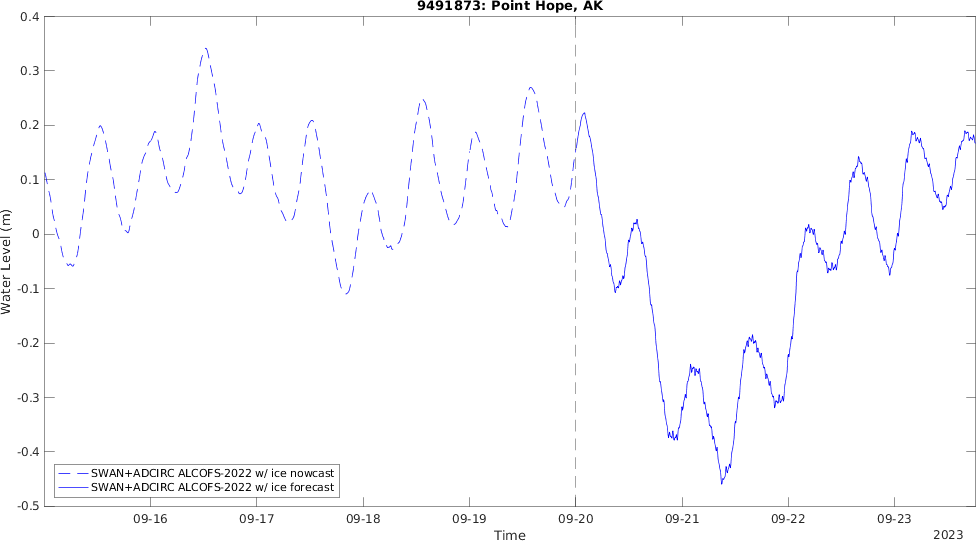 9491873: Point Hope, AK
0.4
0.3
0.2
0.1
0
-0.1
-0.2
-0.3
-0.4
-0.5
Water Level (m)
SWAN+ADCIRC ALCOFS-2022 w/ ice nowcast
SWAN+ADCIRC ALCOFS-2022 w/ ice forecast
09-16 09-17 09-18 09-19 09-20 09-21 09-22 09-23
Time
2023